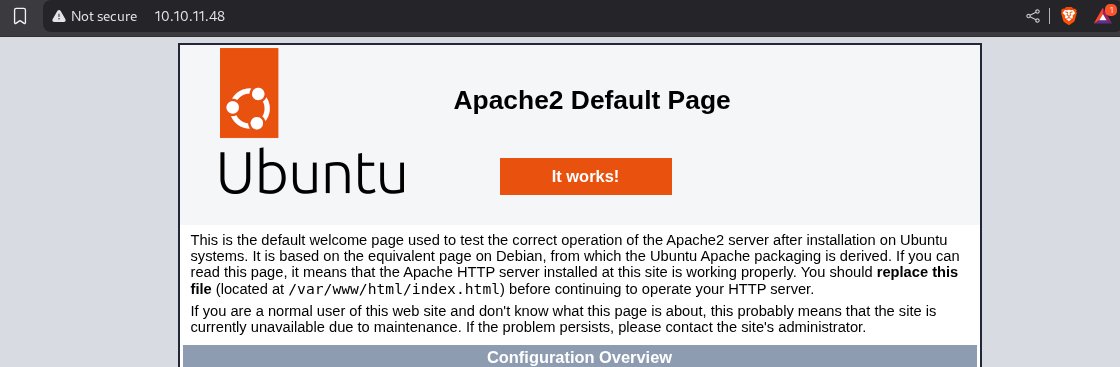 Not secure 10.10.11.48
1
Apache2 Default Page
Ubuntu
It works!
This is the default welcome page used to test the correct operation of the Apache2 server after installation on Ubuntu
systems. It is based on the equivalent page on Debian, from which the Ubuntu Apache packaging is derived. If you can
read this page, it means that the Apache HTTP server installed at this site is working properly. You should replace this
file (located at /var/www/html/index.html) before continuing to operate your HTTP server.
If you are a normal user of this web site and don't know what this page is about, this probably means that the site is
currently unavailable due to maintenance. If the problem persists, please contact the site's administrator.
Configuration Overview